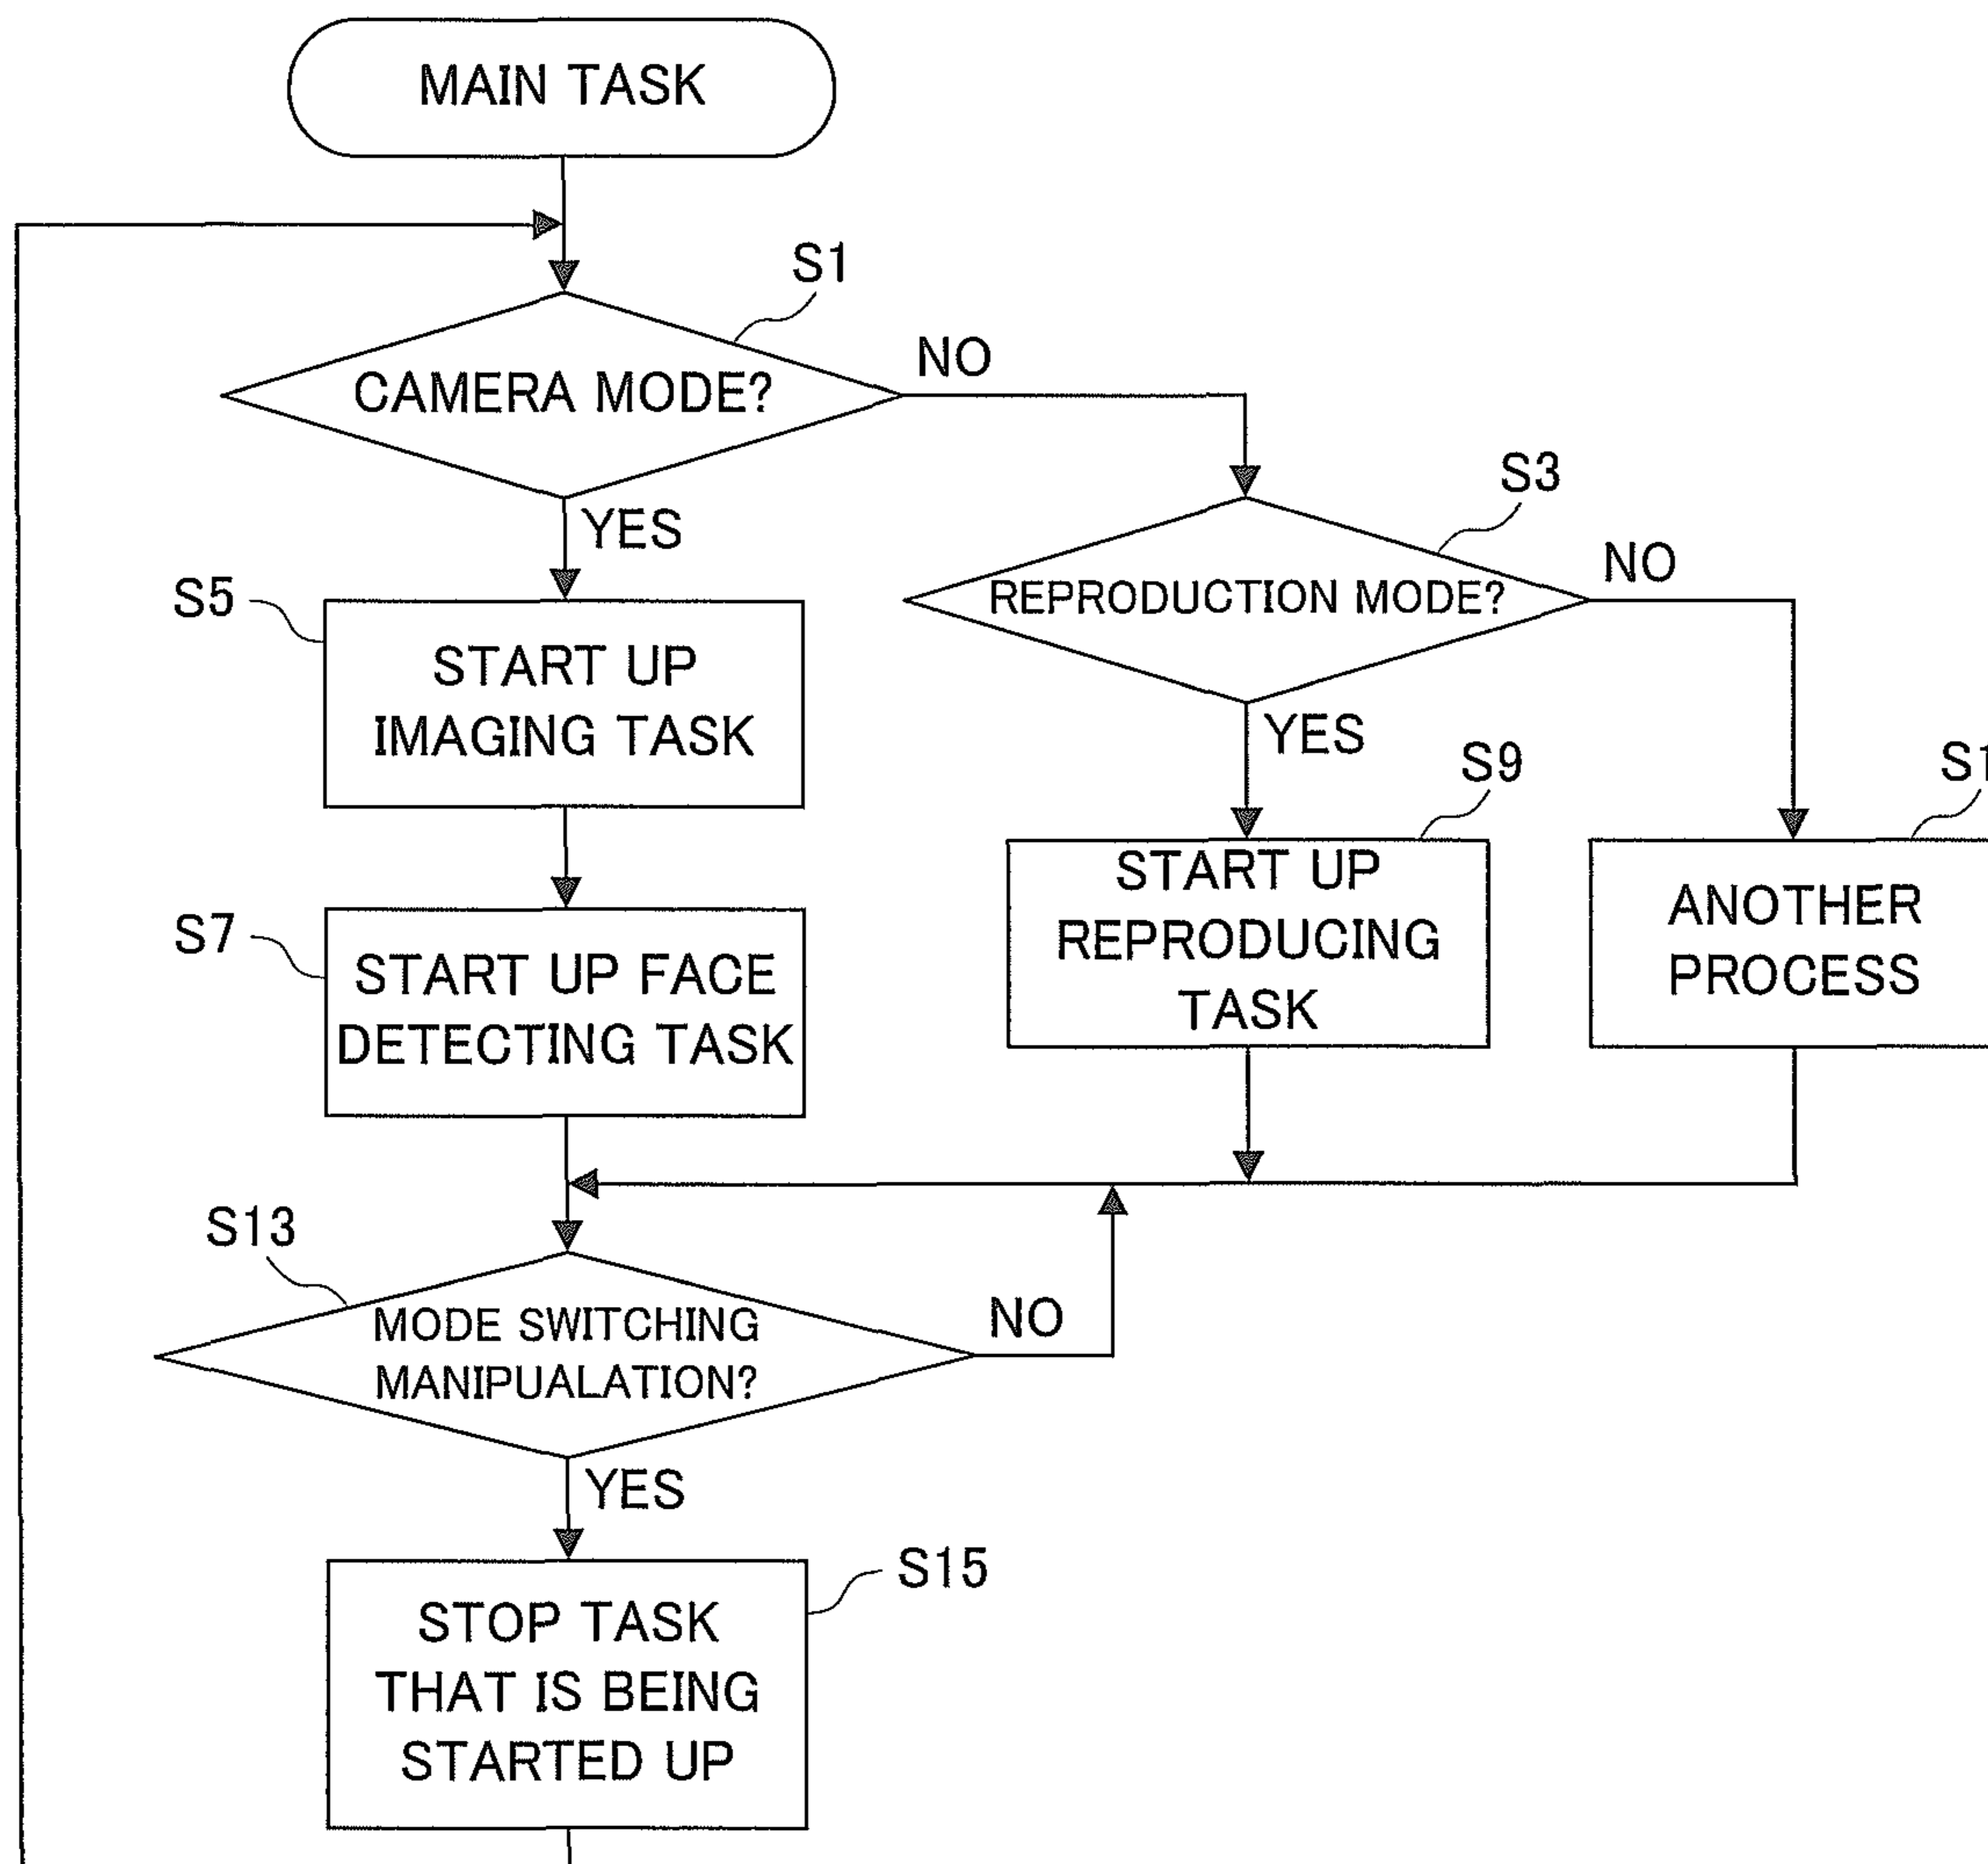 MAIN TASK
S1
CAMERA MODE?
NO
YES
S3
REPRODUCTION MODE?
NO
YES
S5
START UP
IMAGING TASK
S9
START UP
REPRODUCING
TASK
ANOTHER
PROCESS
S7
START UP FACE
DETECTING TASK
S13
MODE SWITCHING
MANIPUALATION?
NO
YES
S15
STOP TASK
THAT IS BEING
STARTED UP